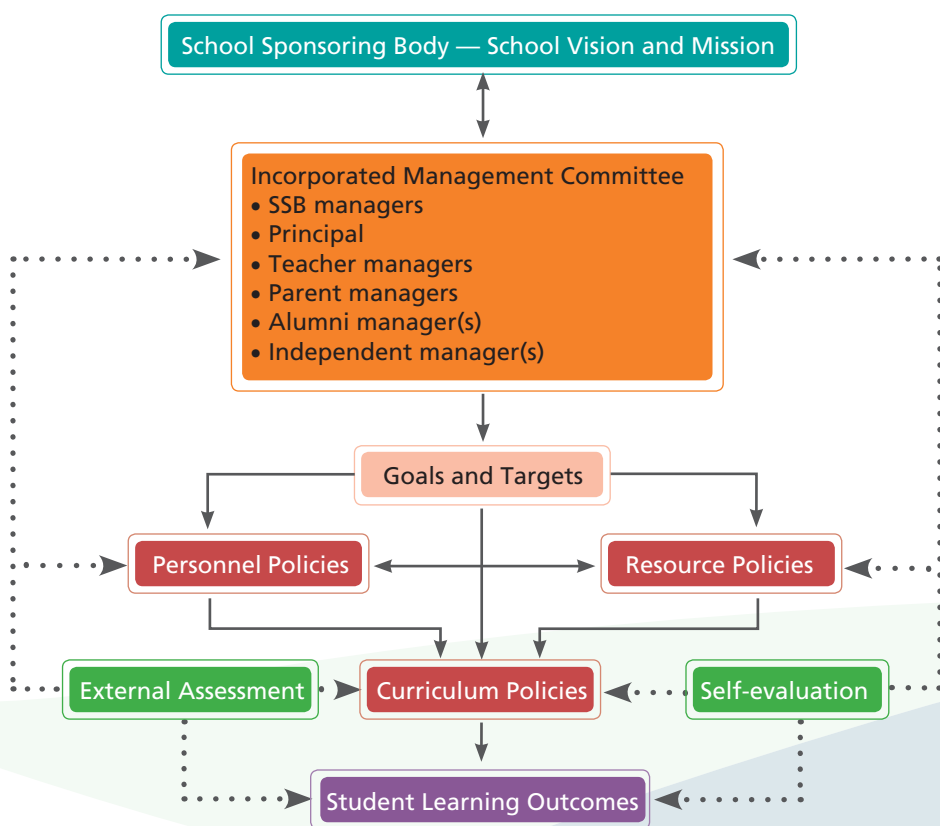 School Sponsoring Body — School Vision and Mission
Incorporated Management Committee
• SSB managers
• Principal
• Teacher managers
• Parent managers
• Alumni manager(s)
• Independent manager(s)
Goals and Targets
Personnel Policies
Resource Policies
External Assessment
Curriculum Policies
Self-evaluation
Student Learning Outcomes